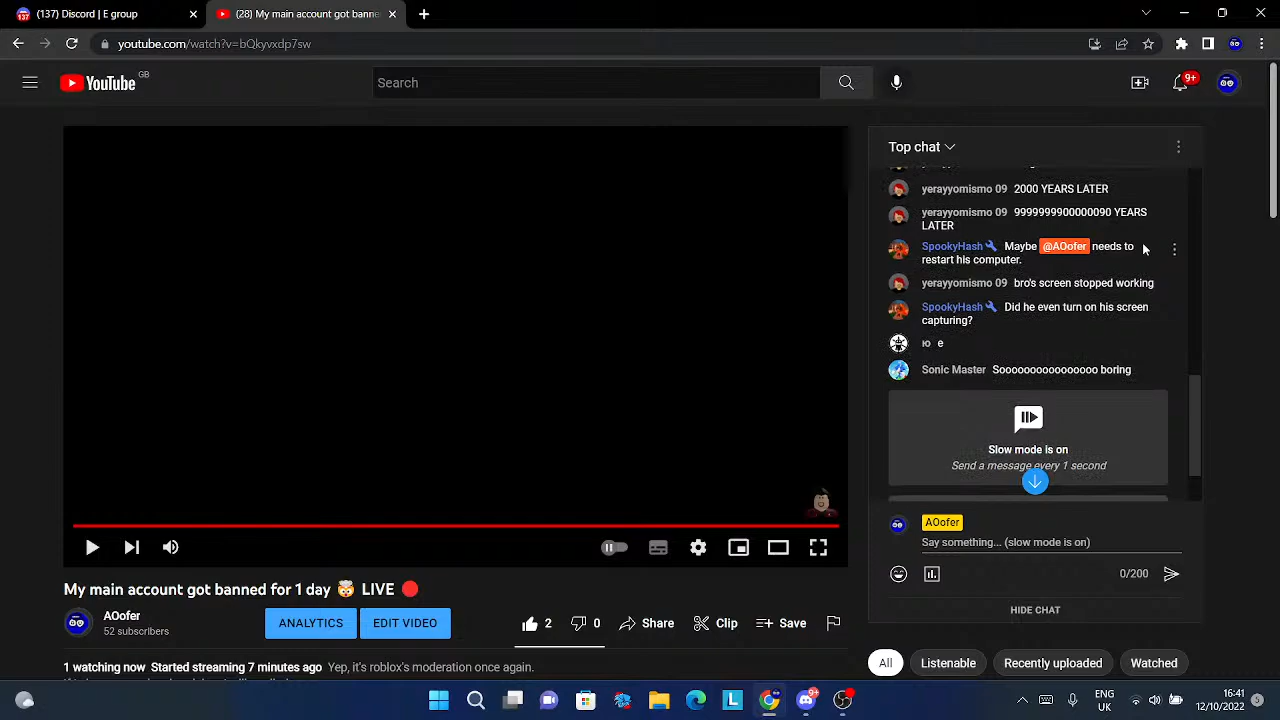 (137) Discord | E group
(28) My main account got banne
youtube.com/watch?v=bQkyvxdp7sw
YouTube GB
Search
9+
Top chat
yerayyomismo 09 2000 YEARS LATER
yerayyomismo 09 9999999900000090 YEARS
LATER
SpookyHash Maybe @AOofer needs to
restart his computer.
yerayyomismo 09 bro's screen stopped working
SpookyHash Did he even turn on his screen
capturing?
ю e
Sonic Master Soooooooooooooooo boring
Slow mode is on
Send a message every 1 second
AOofer
Say something... (slow mode is on)
0/200
HIDE CHAT
My main account got banned for 1 day 🤯 LIVE 🔴
AOofer
52 subscribers
ANALYTICS
EDIT VIDEO
2
0
Share
Clip
Save
1 watching now Started streaming 7 minutes ago Yep, it's roblox's moderation once again.
All
Listenable
Recently uploaded
Watched
L
9+
ENG
UK
16:41
12/10/2022
5